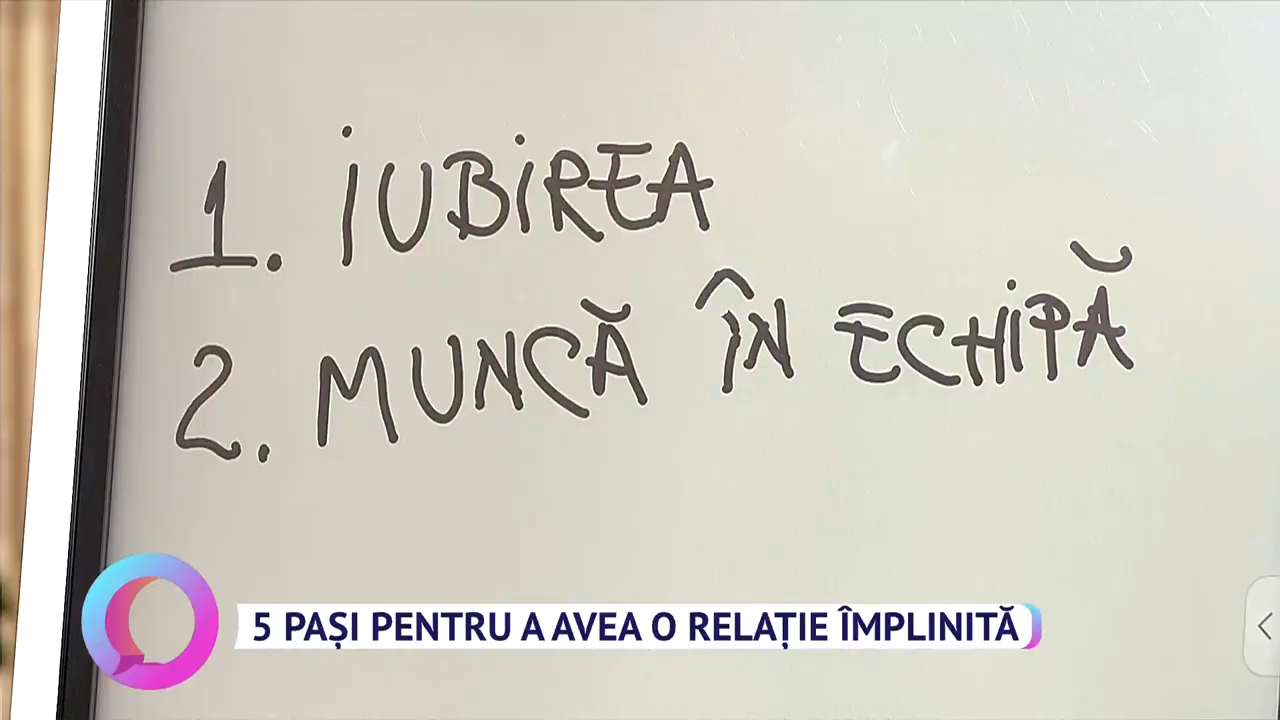 1. IUBIREA
2. MUNCĂ ÎN ECHIPĂ
5 PAȘI PENTRU A AVEA O RELAȚIE ÎMPLINITĂ